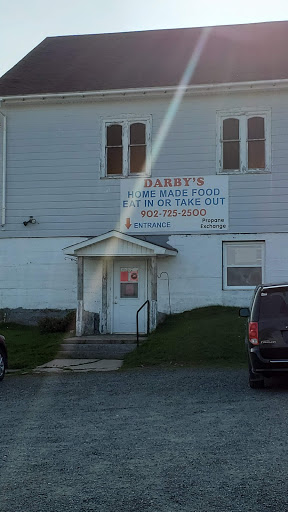 DARBY'S
HOME MADE FOOD
EAT IN OR TAKE OUT
902-725-2500
ENTRANCE
Propane
Exchange